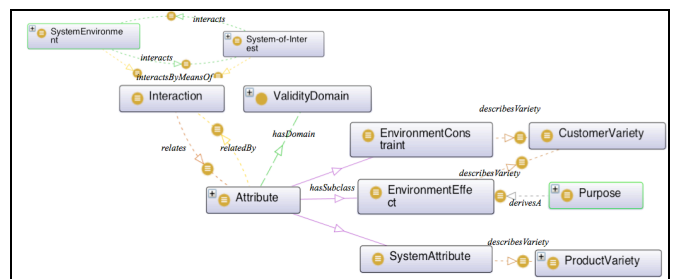 interacts
SystemEnvironme
nt
System-of-Inter
est
interacts
interactsByMeansOf
Interaction
ValidityDomain
describesVariety
hasDomain
EnvironmentCons
traint
CustomerVariety
relates
relatedBy
describesVariety
Attribute
hasSubclass
EnvironmentEffe
ct
derivesA
Purpose
describesVariety
SystemAttribute
ProductVariety